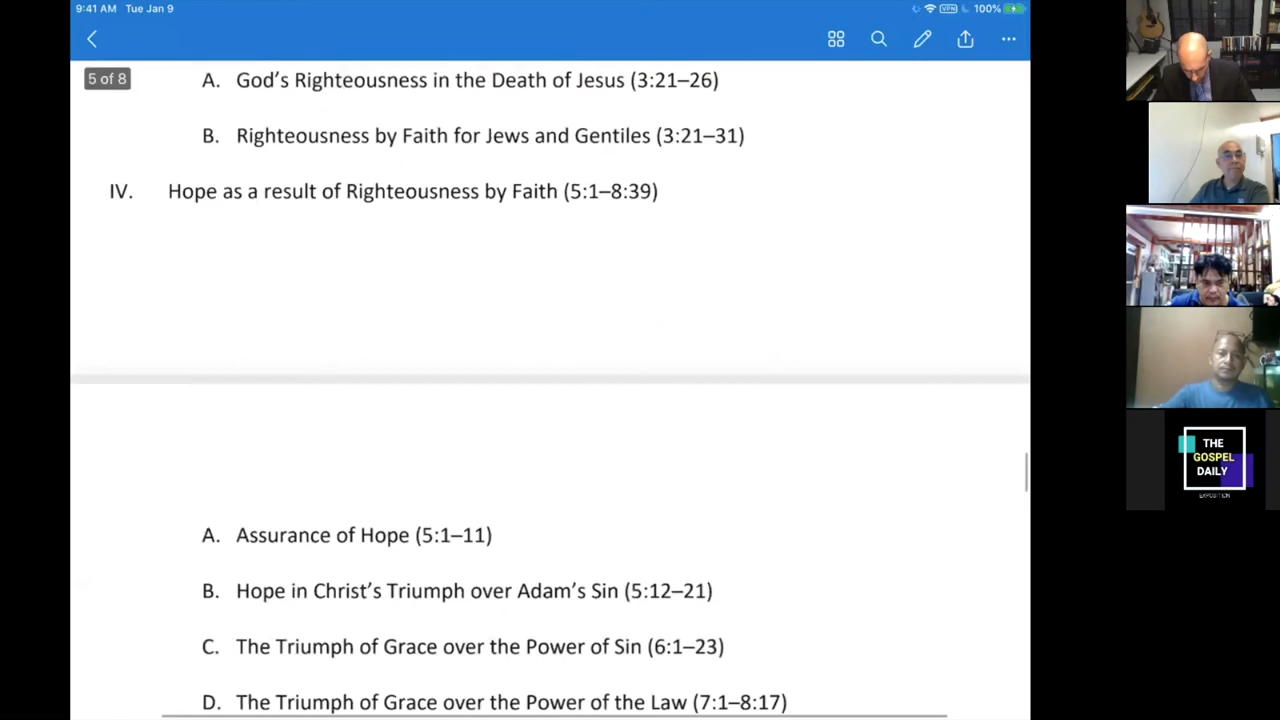 9:41 AM Tue Jan 9
VPN 100%
5 of 8
A. God’s Righteousness in the Death of Jesus (3:21–26)
B. Righteousness by Faith for Jews and Gentiles (3:21–31)
IV. Hope as a result of Righteousness by Faith (5:1–8:39)
A. Assurance of Hope (5:1–11)
B. Hope in Christ’s Triumph over Adam’s Sin (5:12–21)
C. The Triumph of Grace over the Power of Sin (6:1–23)
D. The Triumph of Grace over the Power of the Law (7:1–8:17)
THE
GOSPEL
DAILY
EXPOSITION